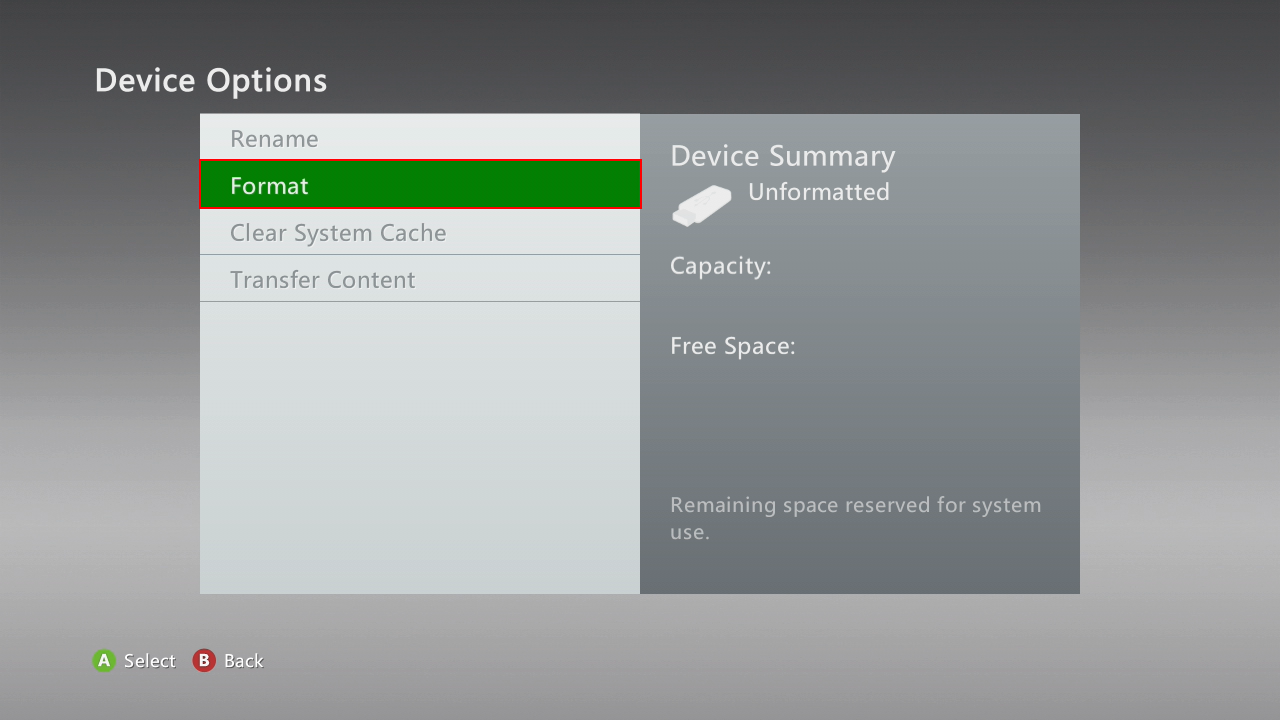 Device Options
Rename
Format
Clear System Cache
Transfer Content
Device Summary
Unformatted
Capacity:
Free Space:
Remaining space reserved for system
use.
A Select B Back